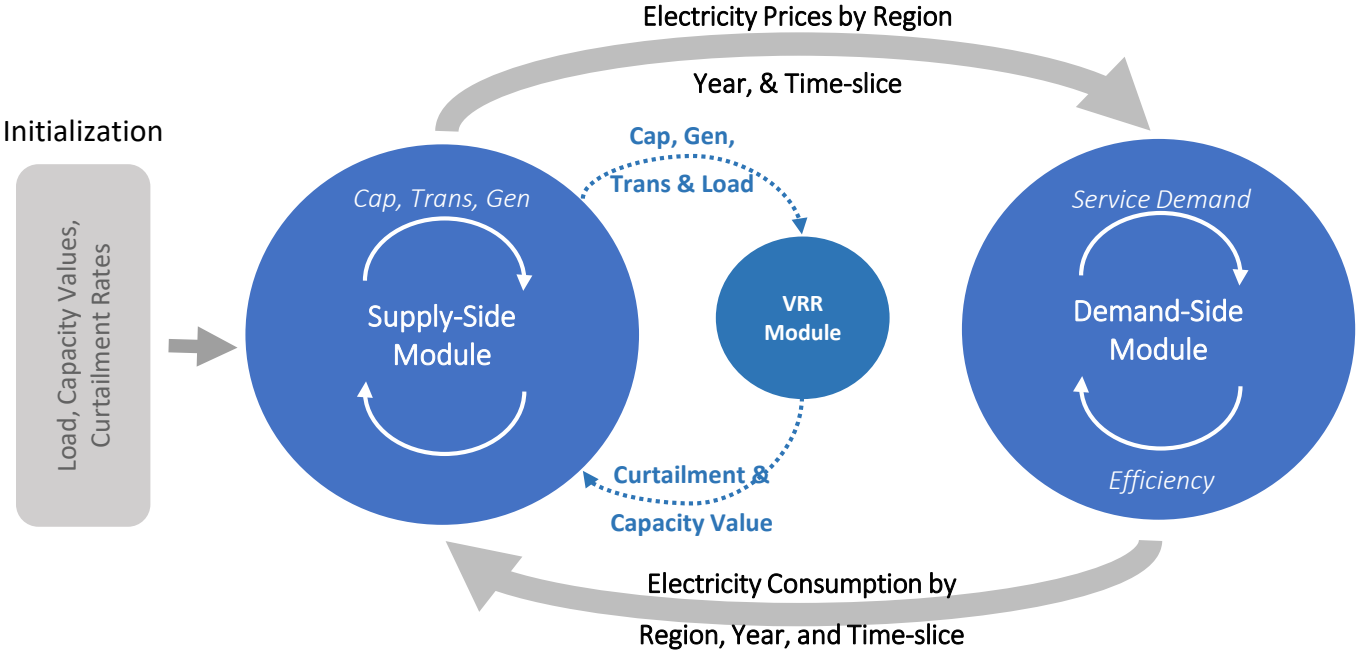 Electricity Prices by Region
Year, & Time-slice
Initialization
Load, Capacity Values,
Curtailment Rates
Cap, Trans, Gen
Supply-Side
Module
Cap, Gen,
Trans & Load
VRR
Module
Curtailment &
Capacity Value
Service Demand
Demand-Side
Module
Efficiency
Electricity Consumption by
Region, Year, and Time-slice